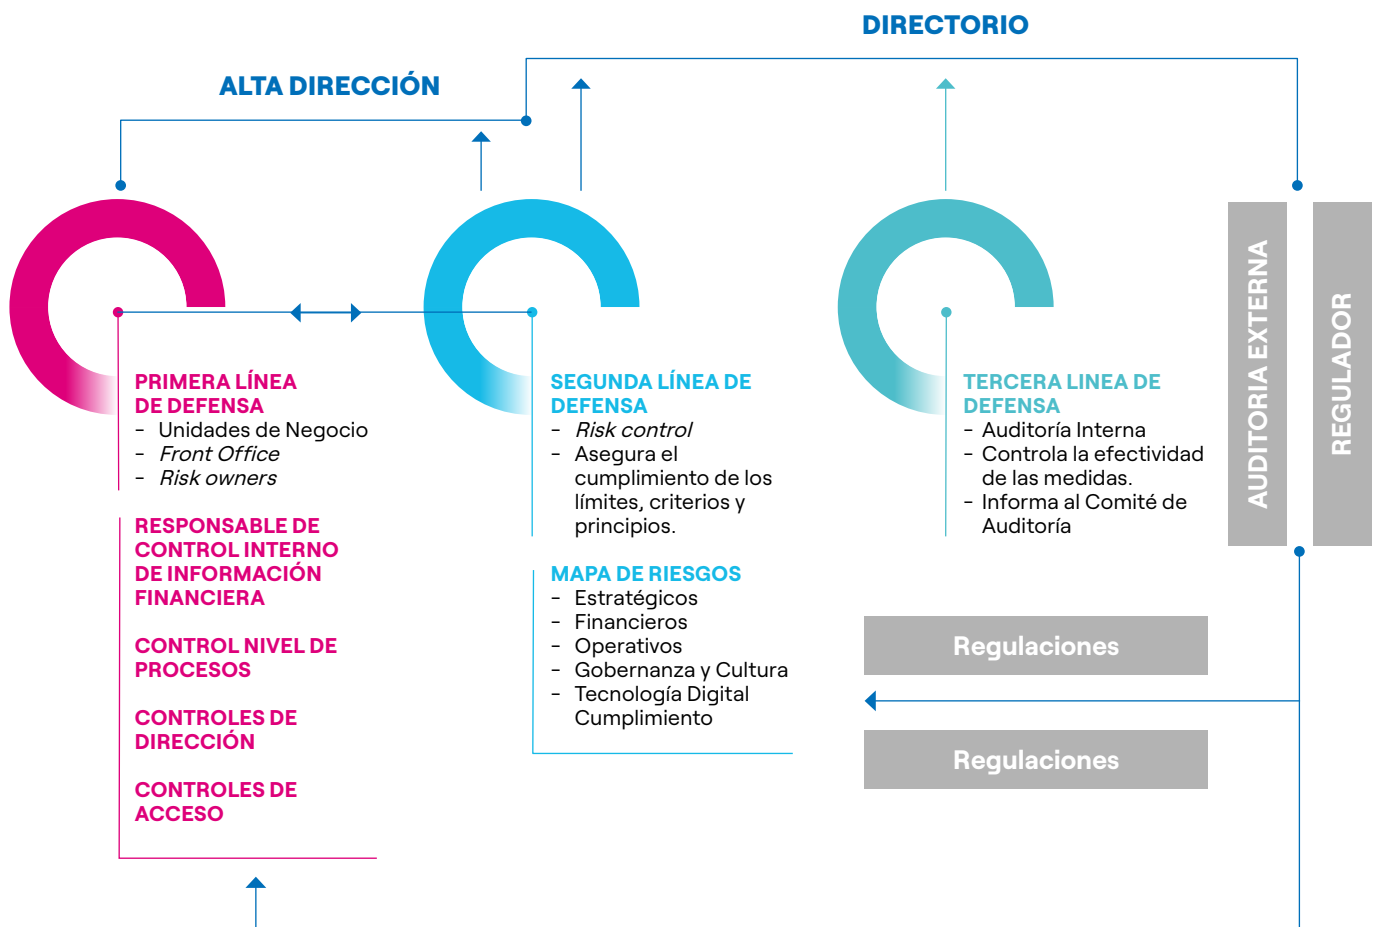 DIRECTORIO
ALTA DIRECCIÓN
PRIMERA LÍNEA
DE DEFENSA
- Unidades de Negocio
- Front Office
- Risk owners
RESPONSABLE DE
CONTROL INTERNO
DE INFORMACIÓN
FINANCIERA
CONTROL NIVEL DE
PROCESOS
CONTROLES DE
DIRECCIÓN
CONTROLES DE
ACCESO
SEGUNDA LÍNEA DE
DEFENSA
- Risk control
- Asegura el
cumplimiento de los
límites, criterios y
principios.
MAPA DE RIESGOS
- Estratégicos
- Financieros
- Operativos
- Gobernanza y Cultura
- Tecnología Digital
Cumplimiento
TERCERA LINEA DE
DEFENSA
- Auditoría Interna
- Controla la efectividad
de las medidas.
- Informa al Comité de
Auditoría
AUDITORIA EXTERNA
REGULADOR
Regulaciones
Regulaciones